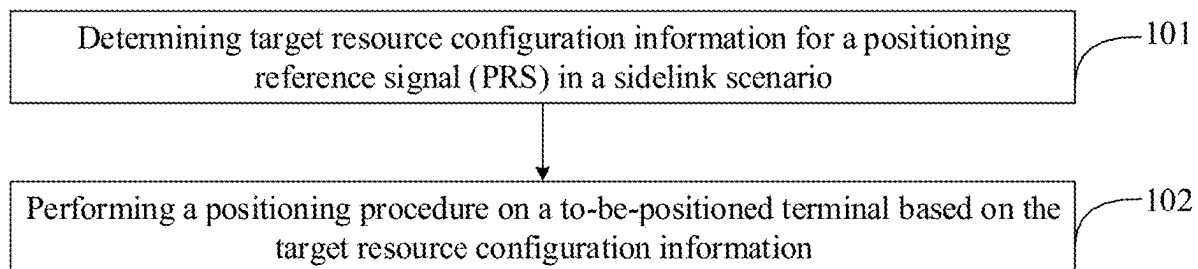 Determining target resource configuration information for a positioning
reference signal (PRS) in a sidelink scenario
101
Performing a positioning procedure on a to-be-positioned terminal based on the
target resource configuration information
102